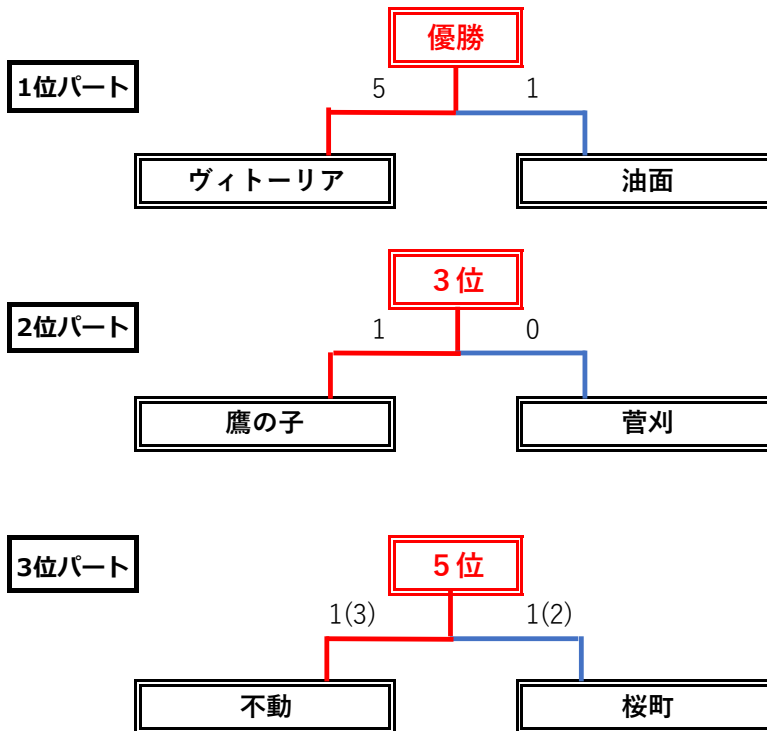 優勝
1位パート
5 1
ヴィトーリア 油面
３位
2位パート
1 0
鷹の子 菅刈
５位
3位パート
1(3) 1(2)
不動 桜町